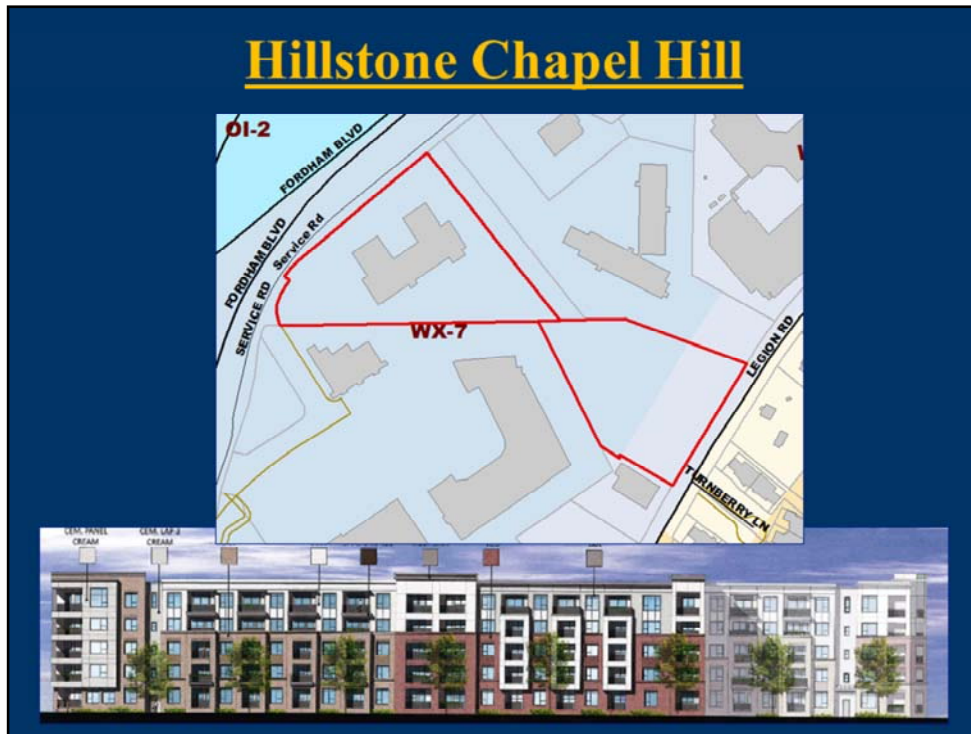 Hillstone Chapel Hill
OI-2
FORDHAM BLVD
FORDHAM BLVD
Service Rd
SERVICE RD
WX-7
LEGION RD
TURNBERRY LN
CEM. PANEL
CREAM
CEM. LAP-3
CREAM